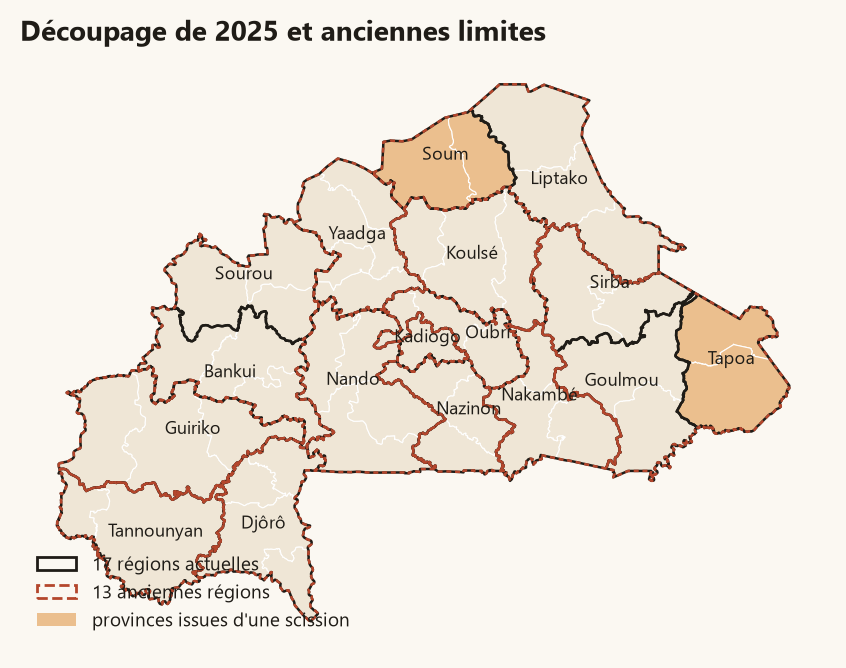 Découpage de 2025 et anciennes limites
Soum
Liptako
Yaadga
Koulsé
Sourou
Sirba
Kadiogo
Oubri
Tapoa
Bankui
Nando
Goulmou
Nakambé
Nazinon
Guiriko
Djôrô
Tannounyan
17 régions actuelles
13 anciennes régions
provinces issues d'une scission